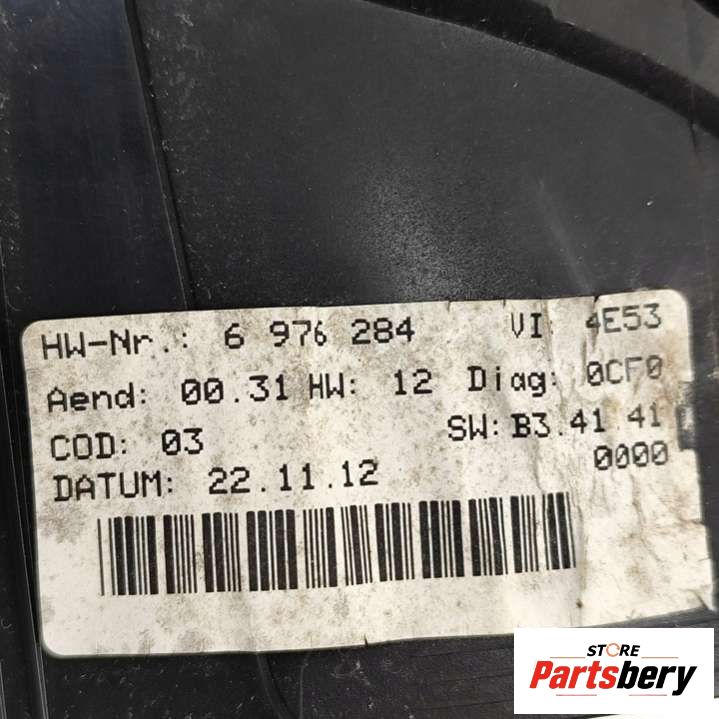 HW-Nr.: 6 976 284 VI: 4E53
Aend: 00.31 HW: 12 Diag: 0CF0
COD: 03 SW: B3.41 41
DATUM: 22.11.12 0000
STORE
Partsbery